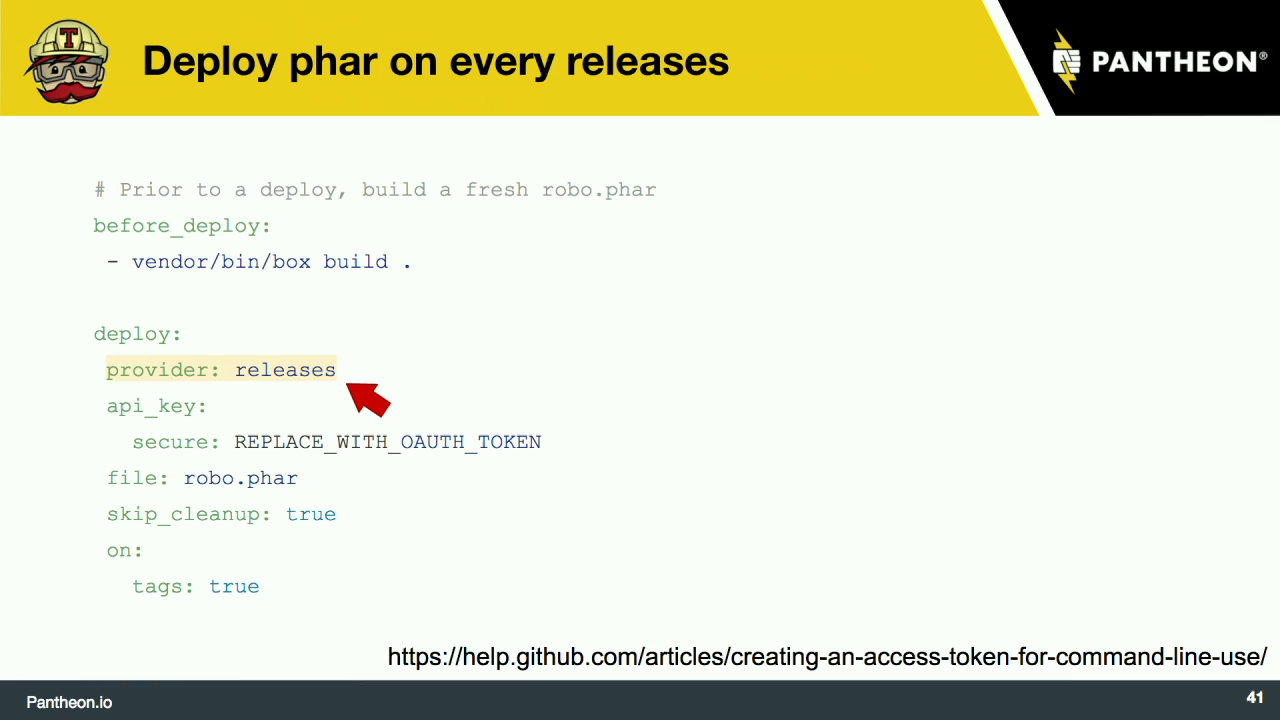 Deploy phar on every releases
PANTHEON®
# Prior to a deploy, build a fresh robo.phar
before_deploy:
- vendor/bin/box build .
deploy:
provider: releases
api_key:
secure: REPLACE_WITH_OAUTH_TOKEN
file: robo.phar
skip_cleanup: true
on:
tags: true
https://help.github.com/articles/creating-an-access-token-for-command-line-use/
Pantheon.io
41